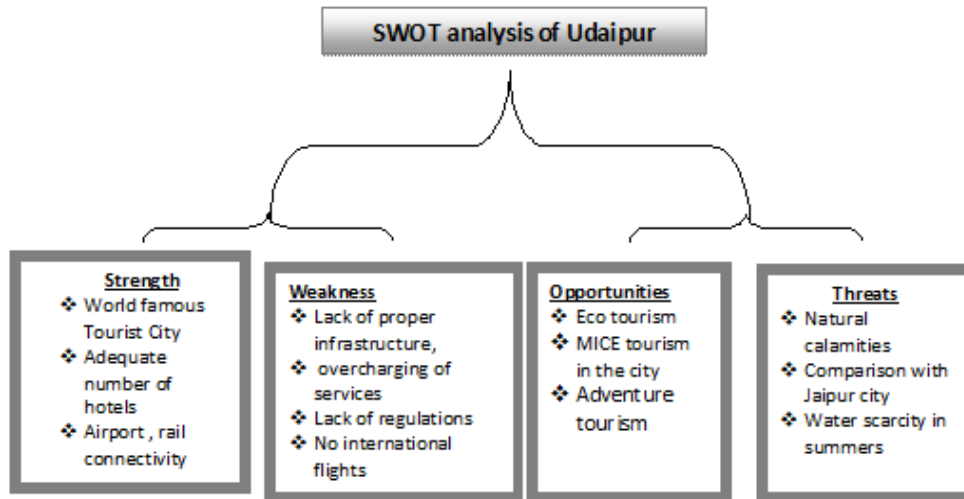 SWOT analysis of Udaipur
Strength
❖ World famous
Tourist City
❖ Adequate
number of
hotels
❖ Airport , rail
connectivity
Weakness
❖ Lack of proper
infrastructure,
❖ overcharging of
services
❖ Lack of regulations
❖ No international
flights
Opportunities
❖ Eco tourism
❖ MICE tourism
in the city
❖ Adventure
tourism
Threats
❖ Natural
calamities
❖ Comparison with
Jaipur city
❖ Water scarcity in
summers